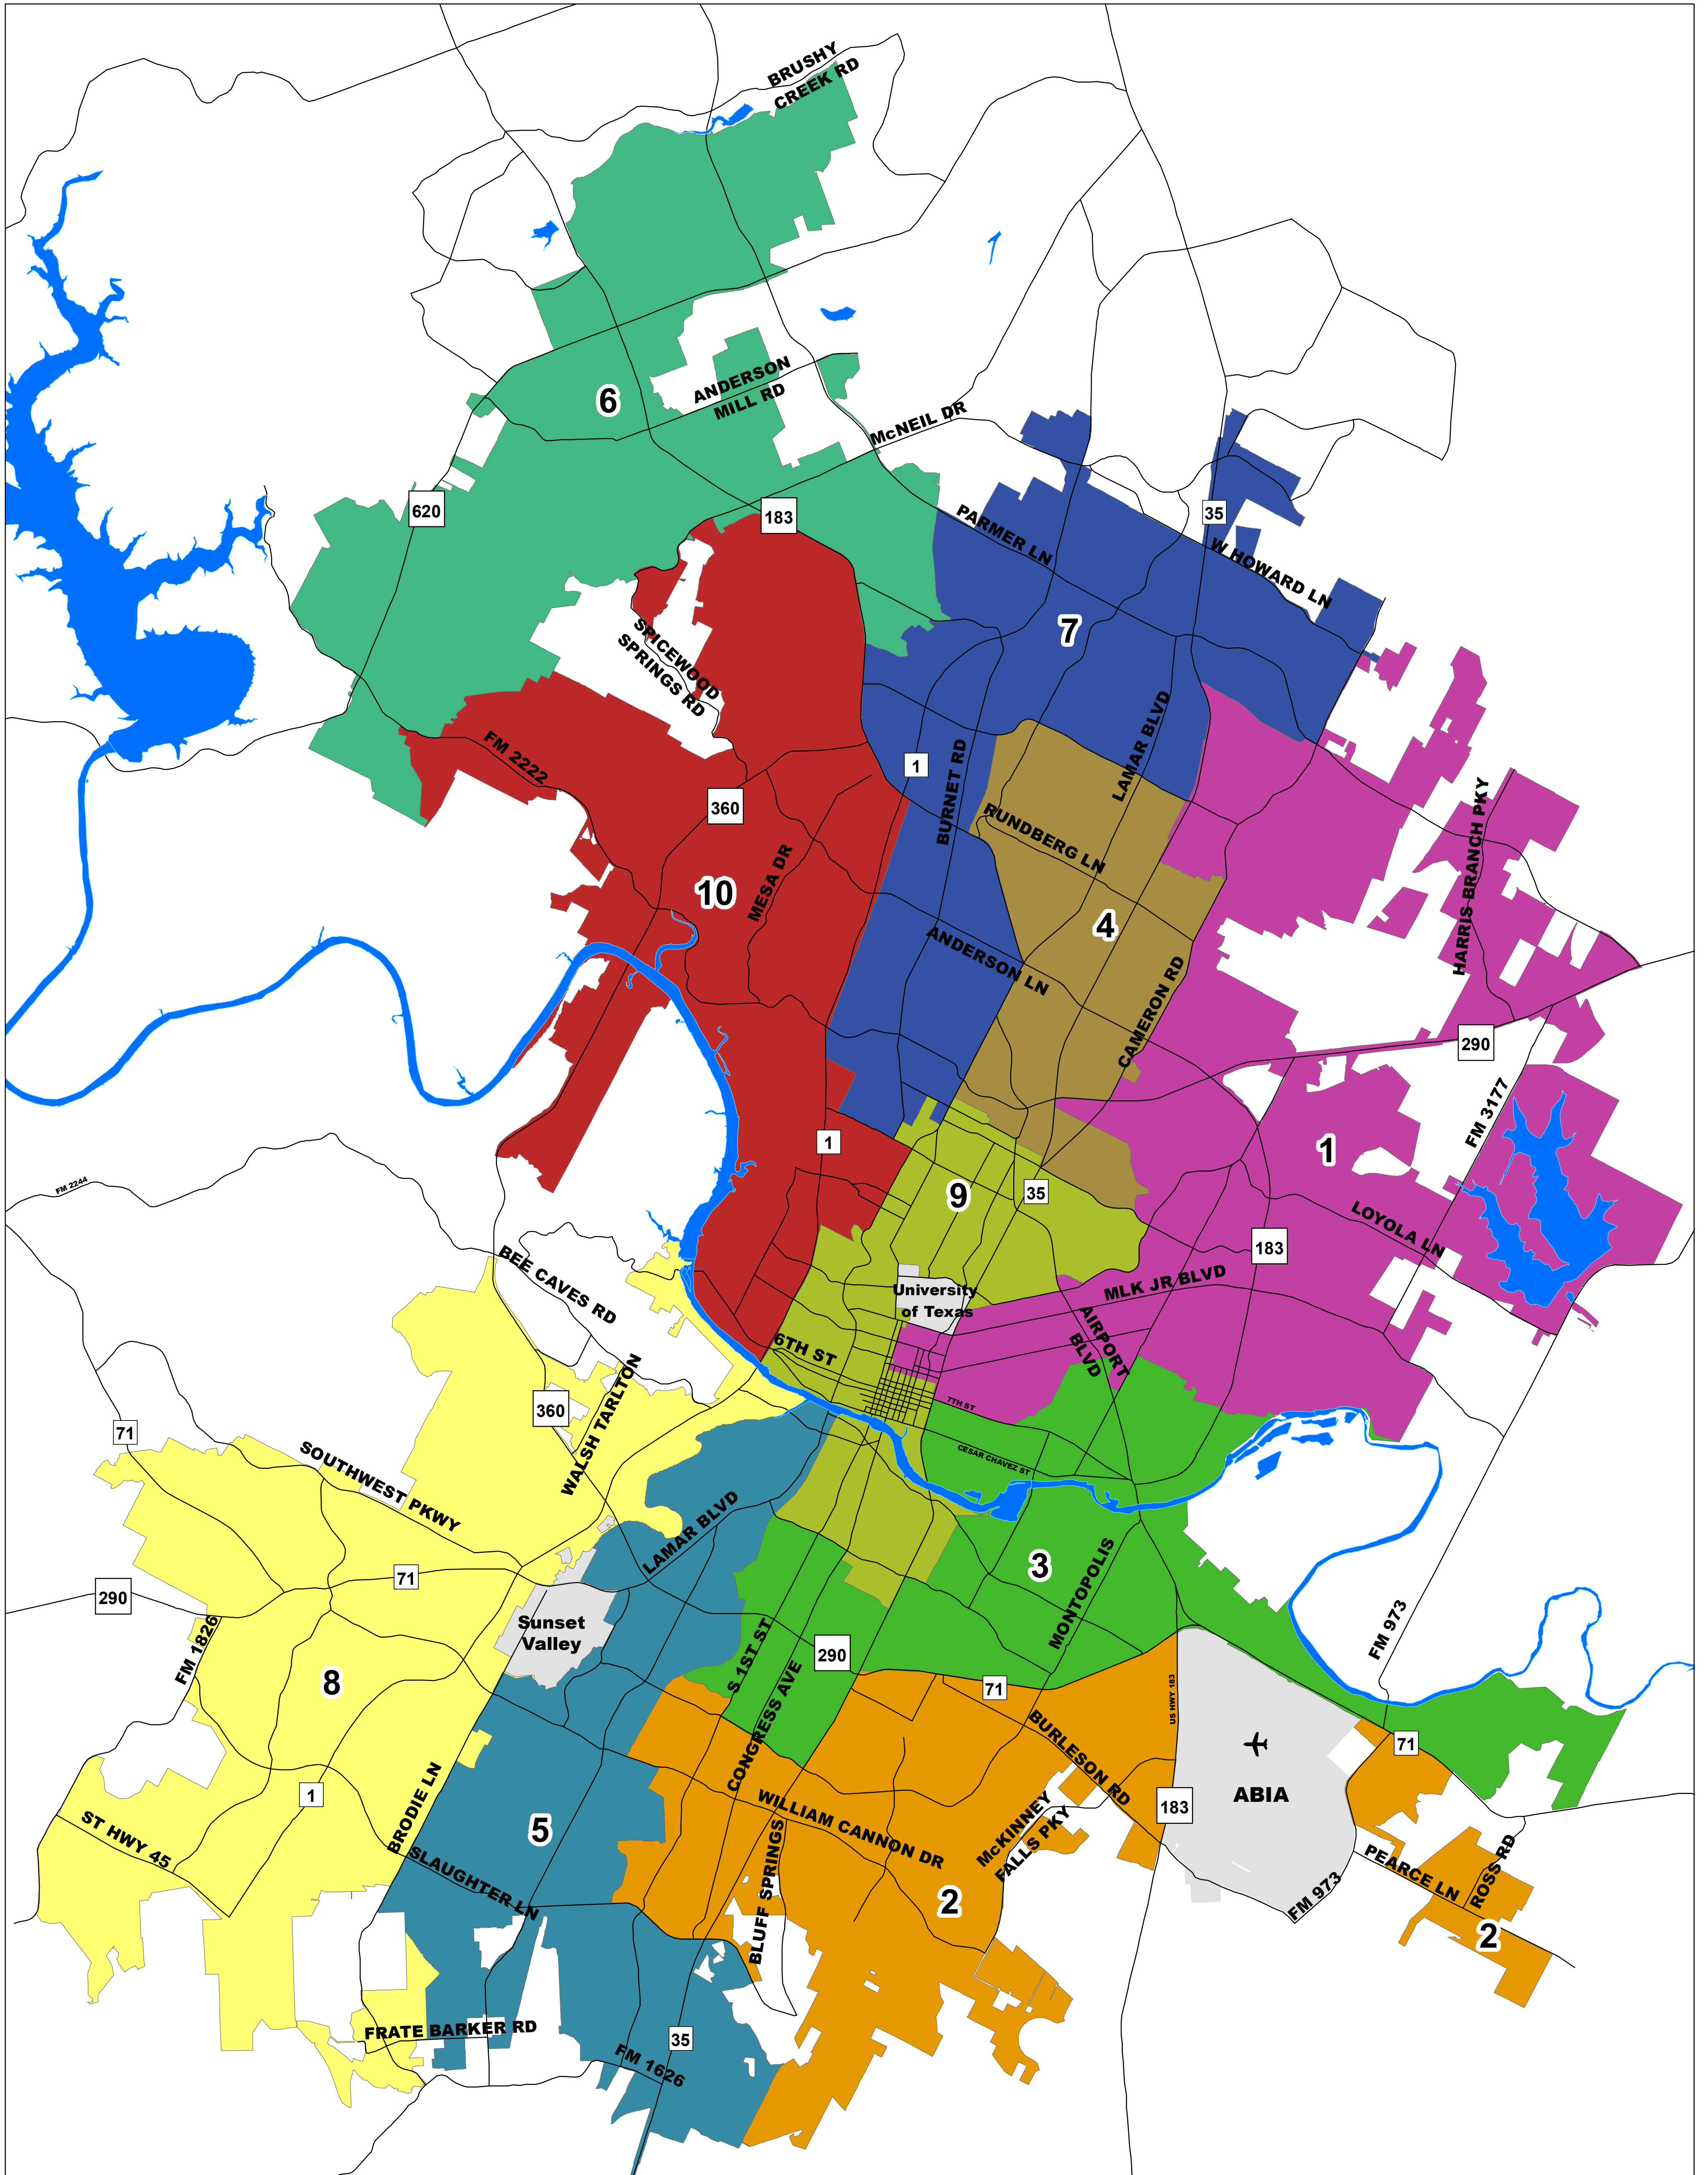 BRUSHY
CREEK RD
6
ANDERSON
MILL RD
McNEIL DR
620
183
35
PARMER LN
W HOWARD LN
7
SPICEWOOD
SPRINGS RD
FM 2222
1
LAMAR BLVD
BURNET RD
360
RUNDBERG LN
HARRIS BRANCH PKY
10
MESA DR
4
ANDERSON LN
CAMERON RD
290
FM 3177
1
1
9
35
FM 2244
183
LOYOLA LN
BEE CAVES RD
University
of Texas
MLK JR BLVD
AIRPORT
BLVD
6TH ST
360
WALSH TARLTON
7TH ST
71
SOUTHWEST PKWY
CESAR CHAVEZ ST
LAMAR BLVD
3
MONTOPOLIS
71
290
Sunset
Valley
FM 1826
S 1ST ST
290
FM 973
8
71
US HWY 183
CONGRESS AVE
BURLESON RD
71
ABIA
1
183
BRODIE LN
ST HWY 45
5
WILLIAM CANNON DR
McKINNEY
FALLS PKY
SLAUGHTER LN
BLUFF SPRINGS
2
PEARCE LN
ROSS RD
FM 973
2
FRATE BARKER RD
35
FM 1626